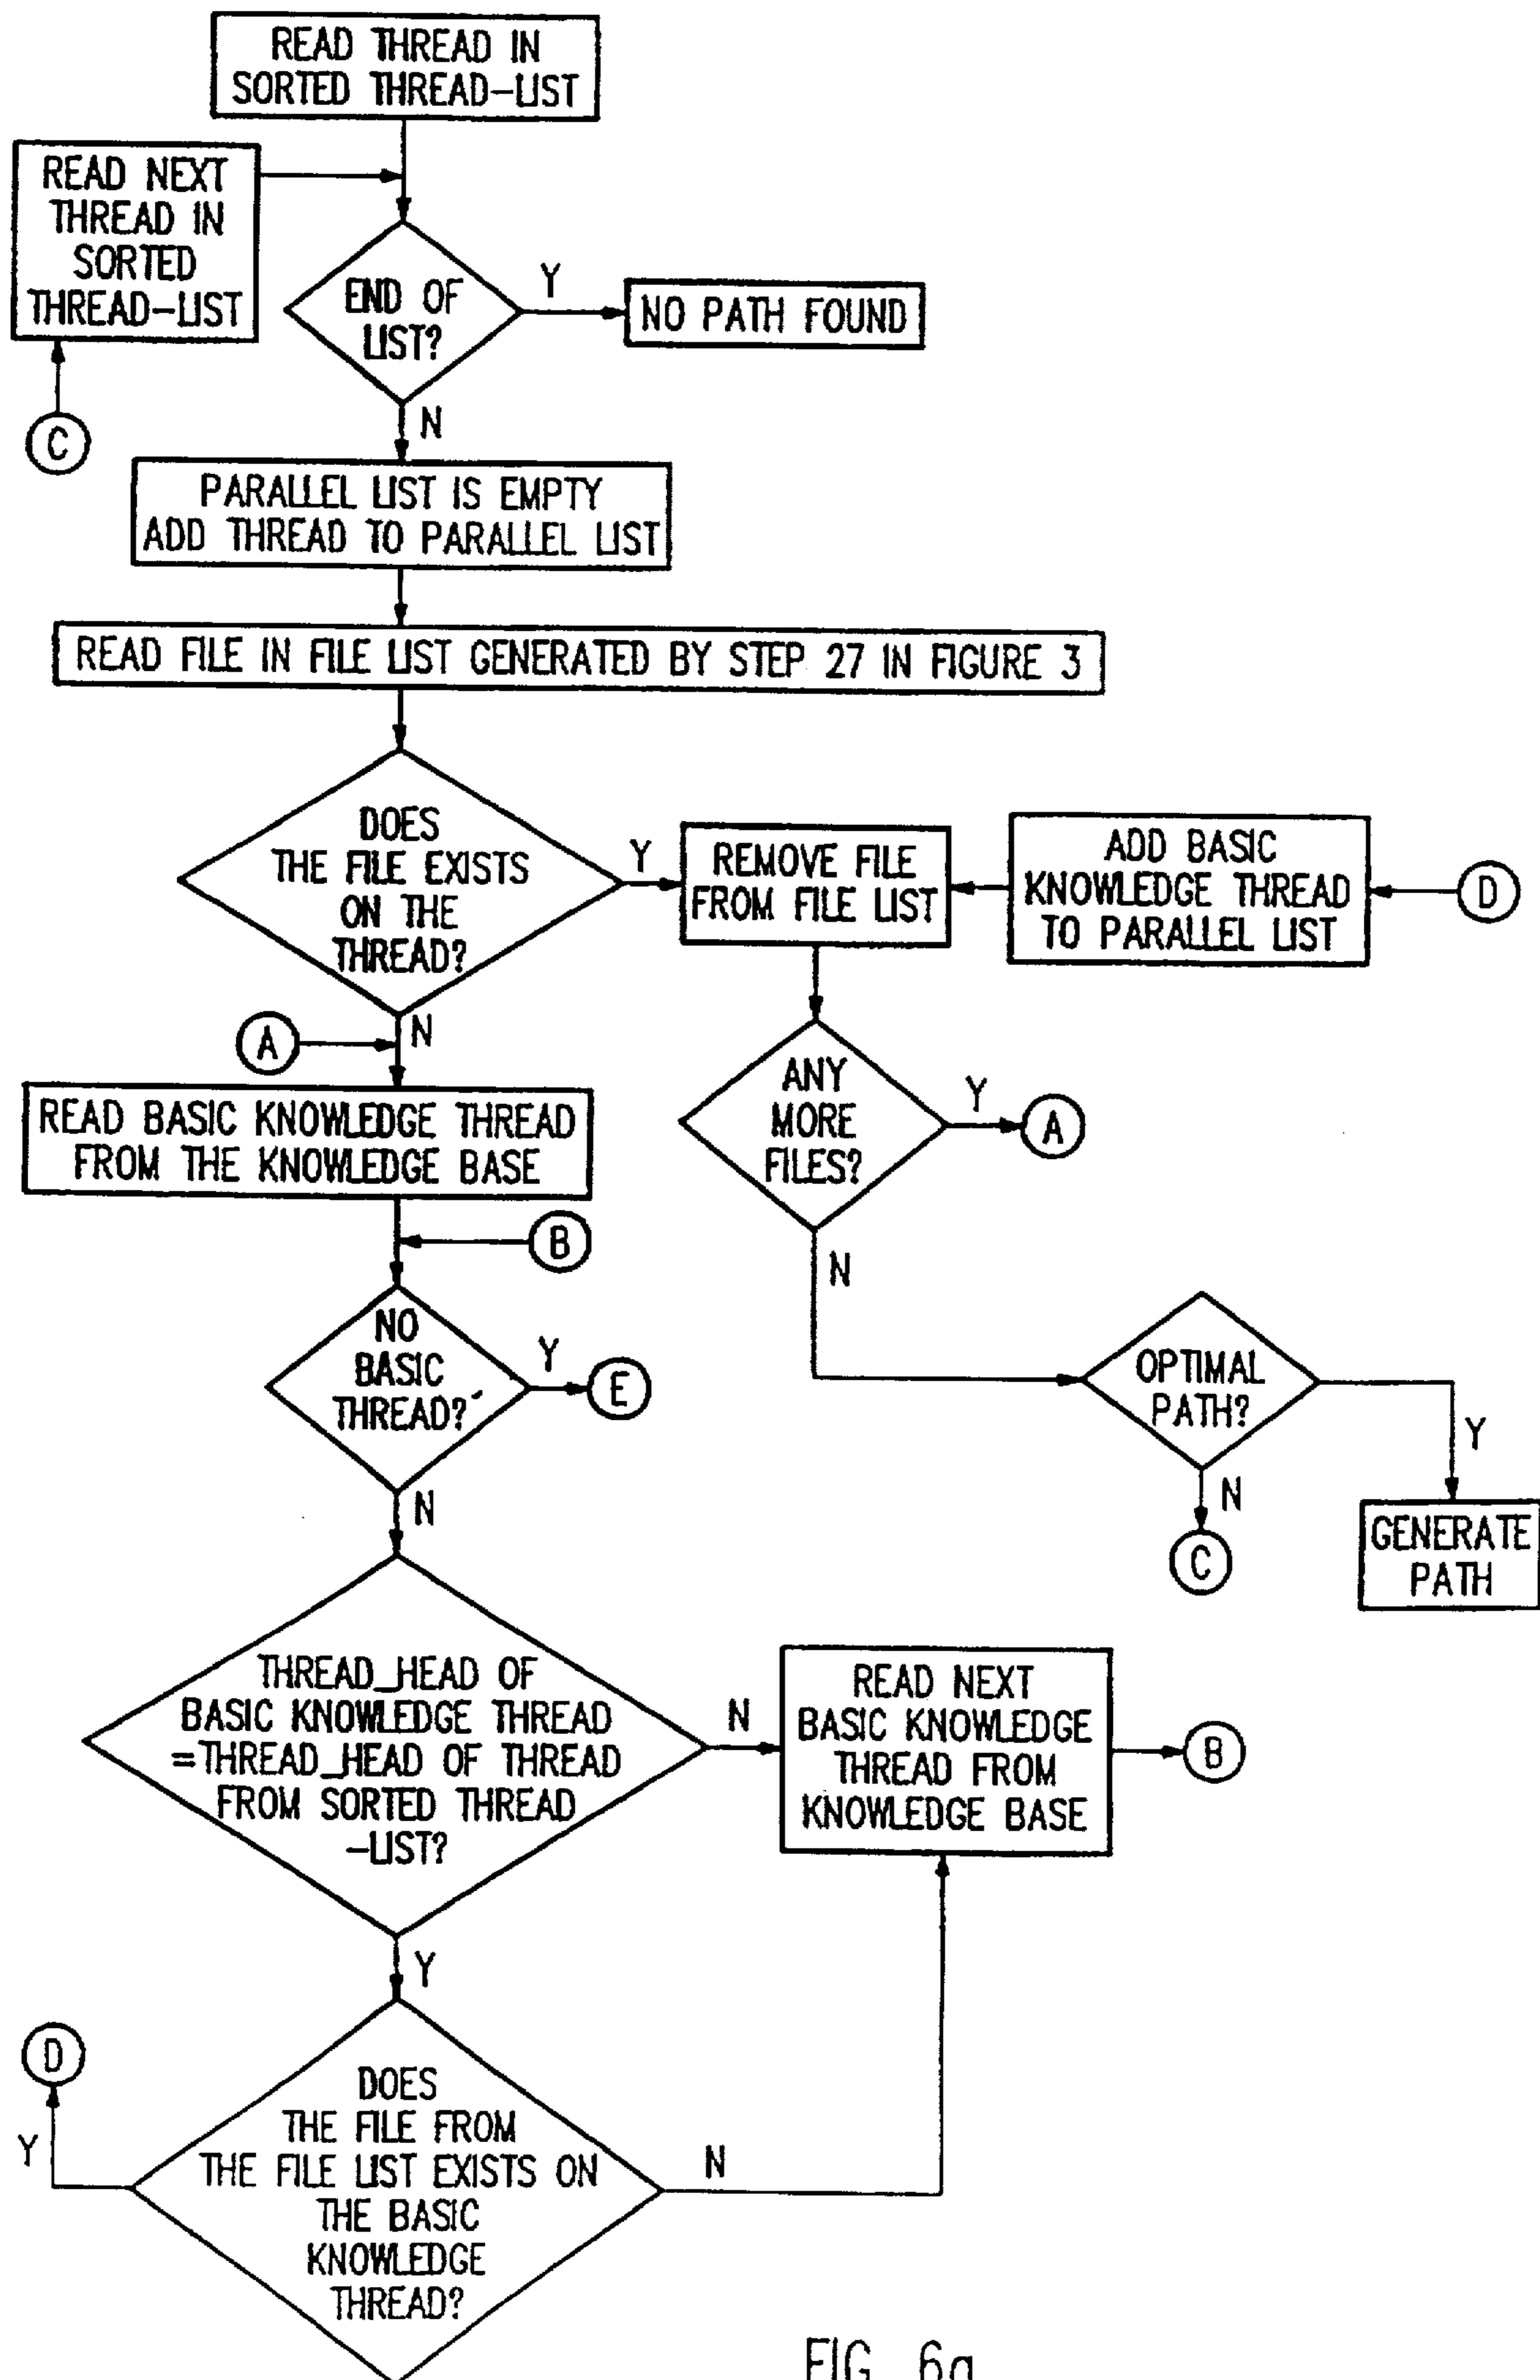 READ THREAD IN
SORTED THREAD-LIST
READ NEXT
THREAD IN
SORTED
THREAD-LIST
END OF
LIST?
Y
NO PATH FOUND
C
N
PARALLEL LIST IS EMPTY
ADD THREAD TO PARALLEL LIST
READ FILE IN FILE LIST GENERATED BY STEP 27 IN FIGURE 3
DOES
THE FILE EXISTS
ON THE
THREAD?
Y
REMOVE FILE
FROM FILE LIST
ADD BASIC
KNOWLEDGE THREAD
TO PARALLEL LIST
D
N
A
READ BASIC KNOWLEDGE THREAD
FROM THE KNOWLEDGE BASE
ANY
MORE
FILES?
Y
A
B
N
NO
BASIC
THREAD?
Y
E
OPTIMAL
PATH?
Y
N
N
C
GENERATE
PATH
THREAD_HEAD OF
BASIC KNOWLEDGE THREAD
=THREAD_HEAD OF THREAD
FROM SORTED THREAD
-LIST?
N
READ NEXT
BASIC KNOWLEDGE
THREAD FROM
KNOWLEDGE BASE
B
Y
D
Y
DOES
THE FILE FROM
THE FILE LIST EXISTS ON
THE BASIC
KNOWLEDGE
THREAD?
N
FIG. 6a